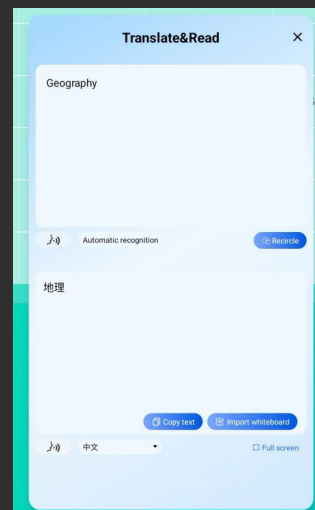 Translate&Read
Geography
Automatic recognition
Recircle
地理
Copy text
Import whiteboard
中文
Full screen